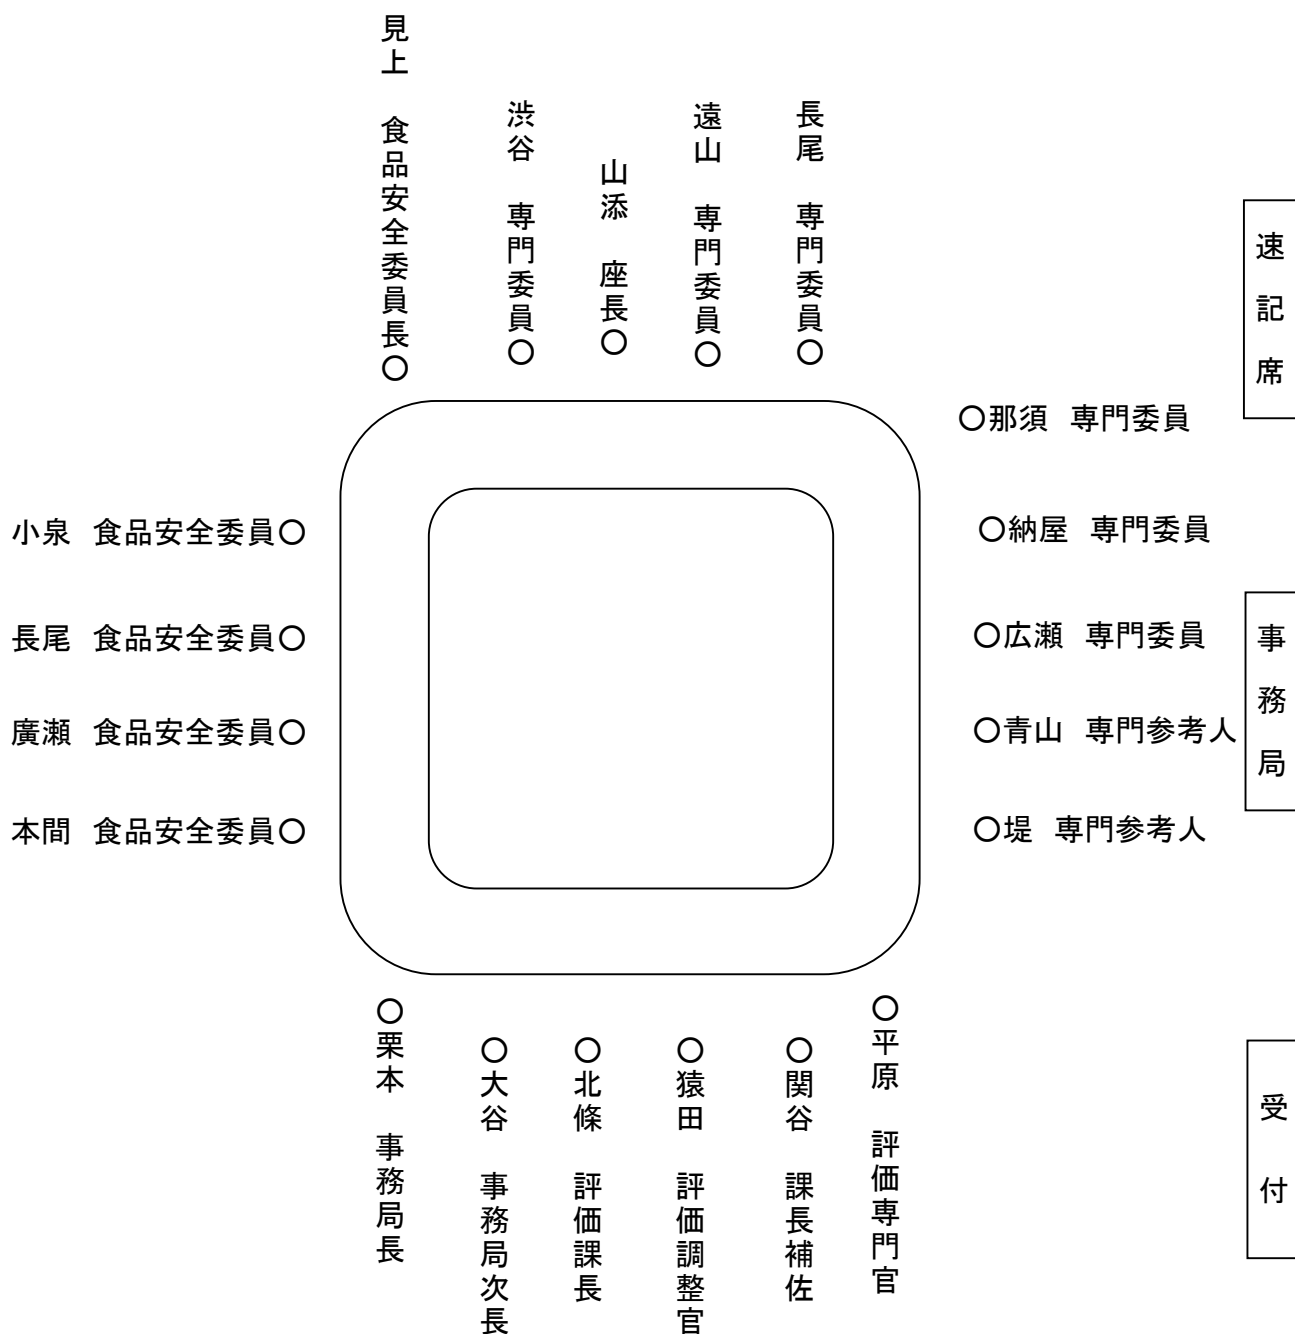 見上　食品安全委員長○
渋谷　専門委員○
山添　座長○
遠山　専門委員○
長尾　専門委員○
速記席
○那須　専門委員
小泉　食品安全委員○
○納屋　専門委員
長尾　食品安全委員○
○広瀬　専門委員
事務局
廣瀬　食品安全委員○
○青山　専門参考人
本間　食品安全委員○
○堤　専門参考人
○栗本　事務局長
○大谷　事務局次長
○北條　評価課長
○猿田　評価調整官
○関谷　課長補佐
○平原　評価専門官
受付